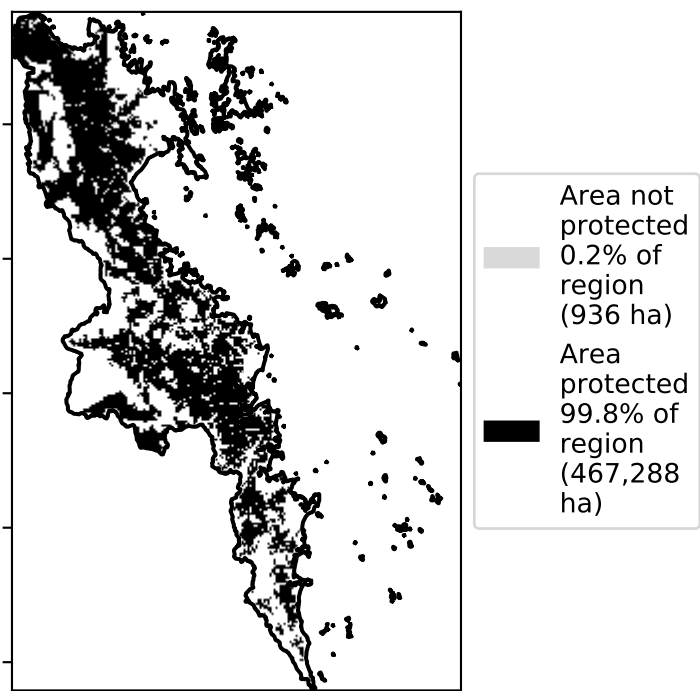 Area not
protected
0.2% of
region
(936 ha)
Area
protected
99.8% of
region
(467,288
ha)